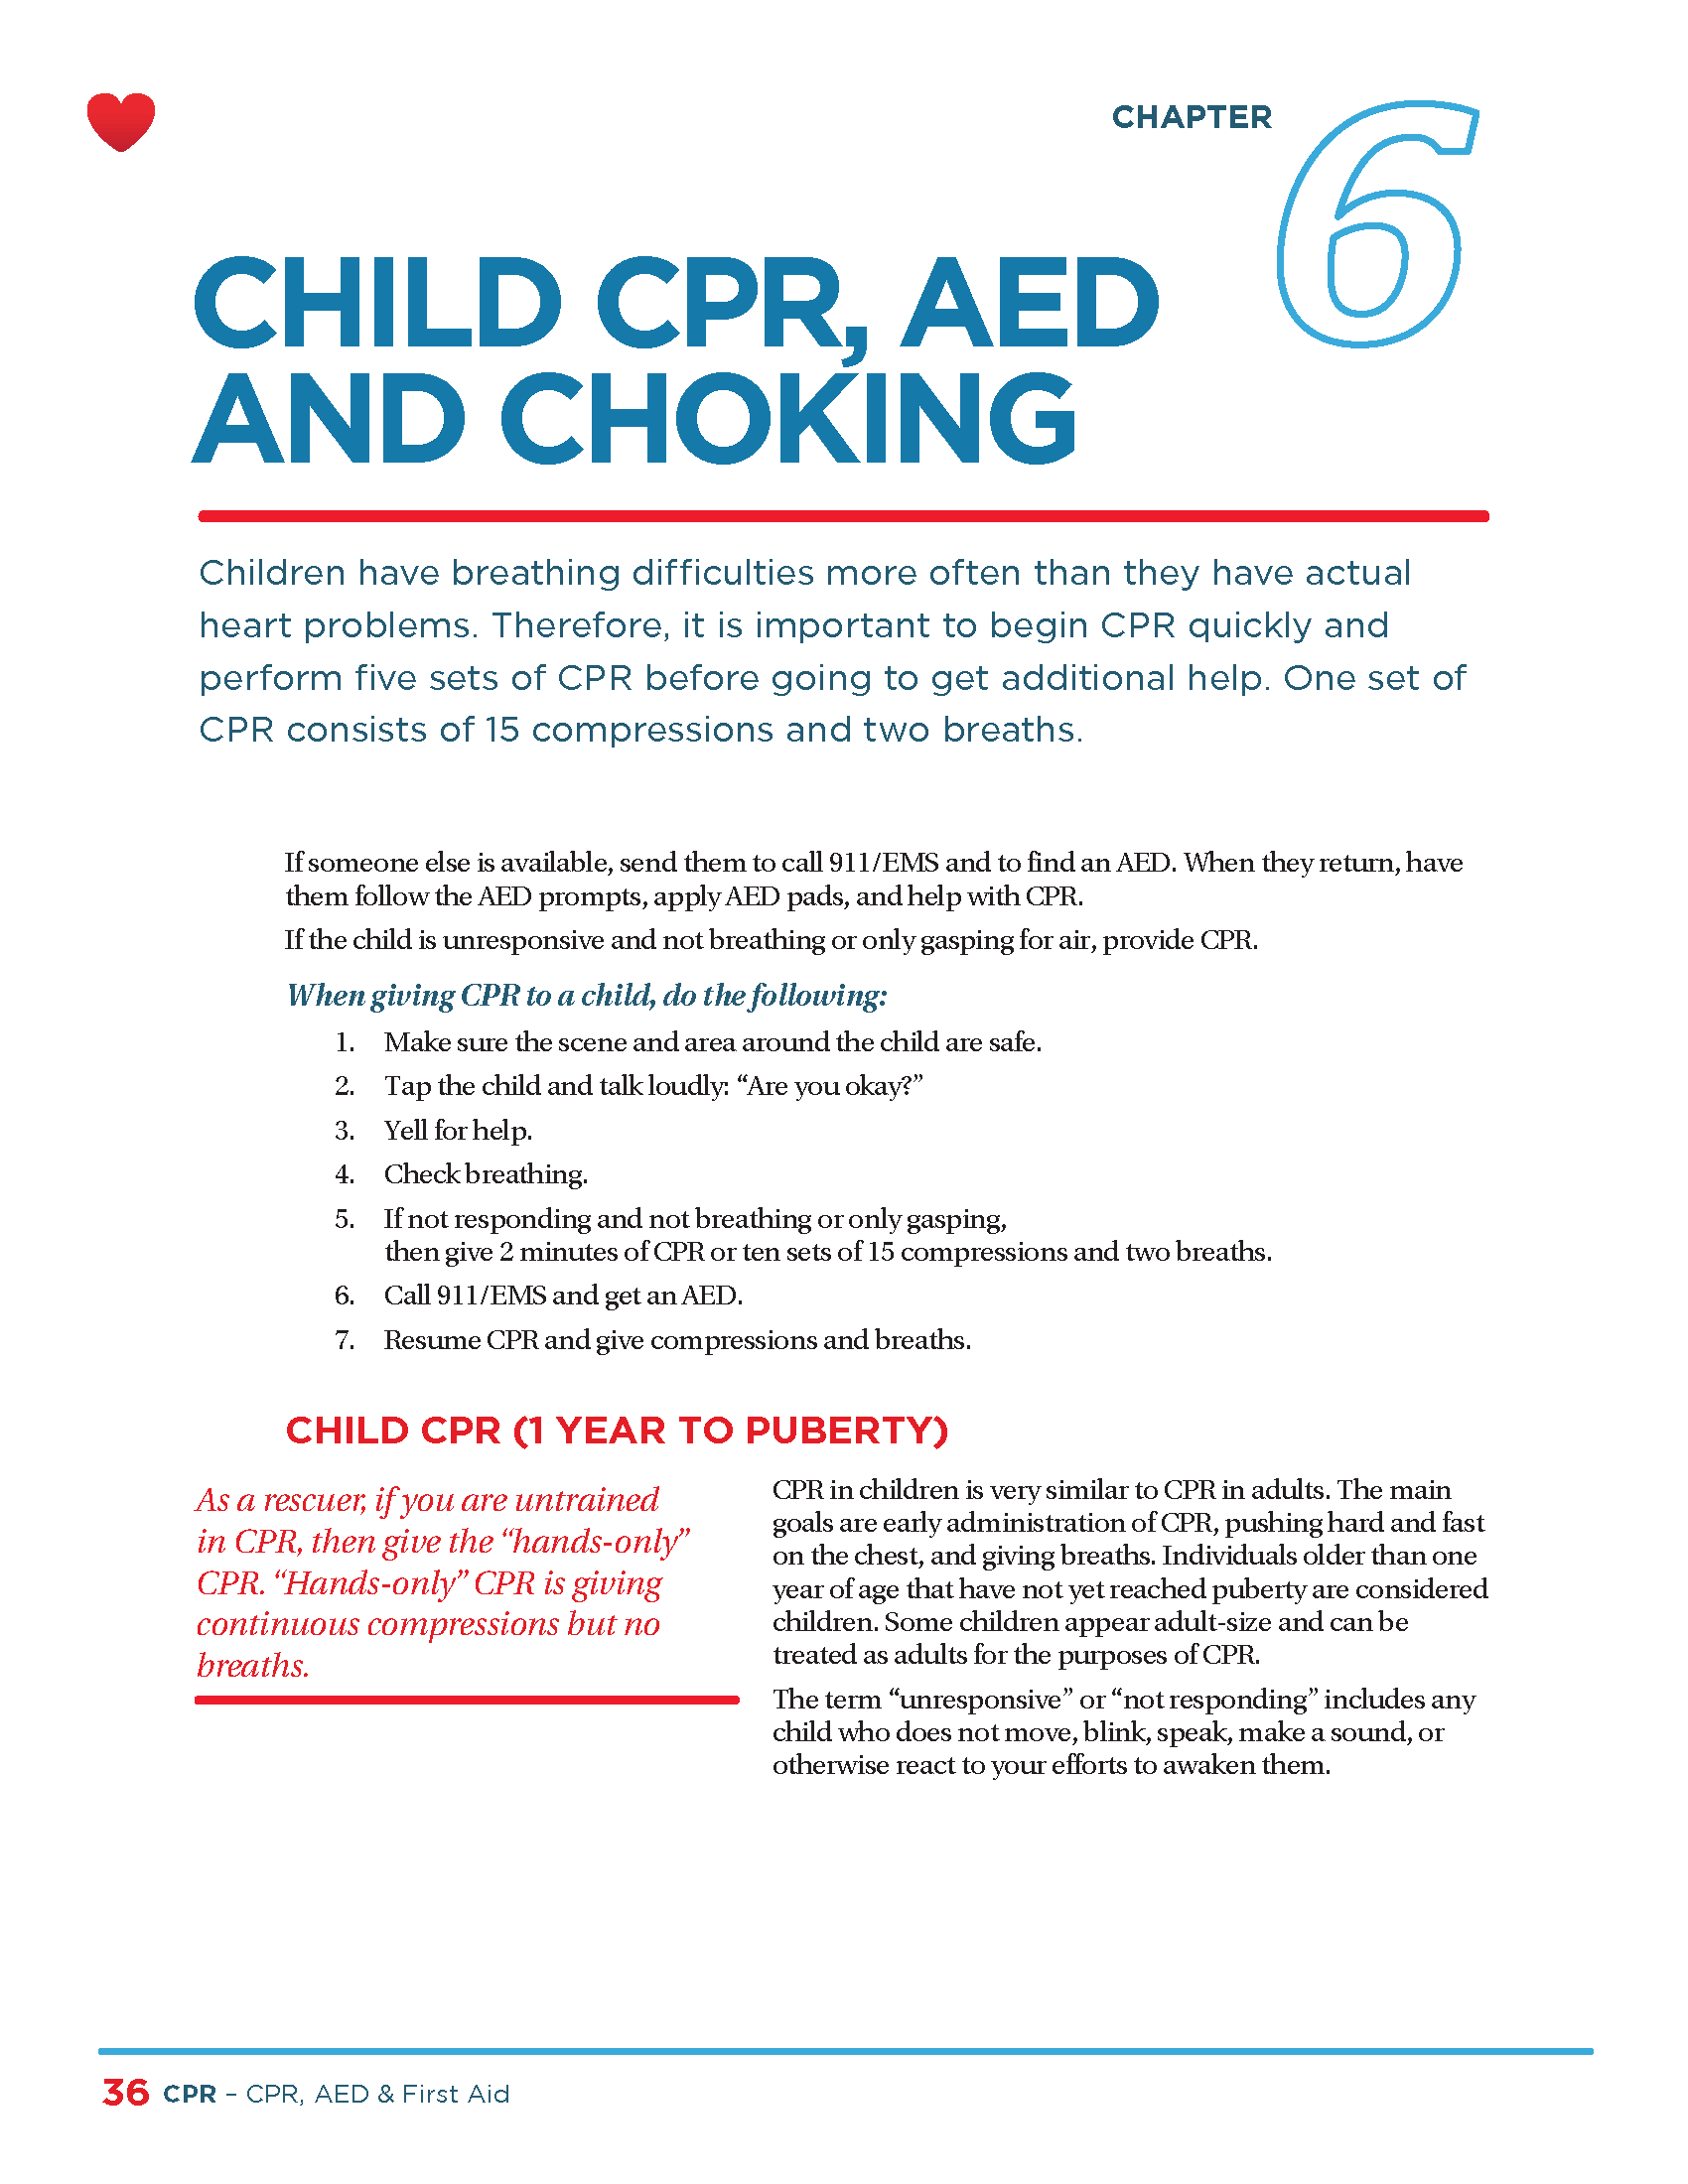 CHAPTER 6
CHILD CPR, AED
AND CHOKING
Children have breathing difficulties more often than they have actual
heart problems. Therefore, it is important to begin CPR quickly and
perform five sets of CPR before going to get additional help. One set of
CPR consists of 15 compressions and two breaths.
If someone else is available, send them to call 911/EMS and to find an AED. When they return, have
them follow the AED prompts, apply AED pads, and help with CPR.
If the child is unresponsive and not breathing or only gasping for air, provide CPR.
When giving CPR to a child, do the following:
1. Make sure the scene and area around the child are safe.
2. Tap the child and talk loudly: “Are you okay?”
3. Yell for help.
4. Check breathing.
5. If not responding and not breathing or only gasping,
then give 2 minutes of CPR or ten sets of 15 compressions and two breaths.
6. Call 911/EMS and get an AED.
7. Resume CPR and give compressions and breaths.
CHILD CPR (1 YEAR TO PUBERTY)
As a rescuer, if you are untrained
in CPR, then give the “hands-only”
CPR. “Hands-only” CPR is giving
continuous compressions but no
breaths.
CPR in children is very similar to CPR in adults. The main
goals are early administration of CPR, pushing hard and fast
on the chest, and giving breaths. Individuals older than one
year of age that have not yet reached puberty are considered
children. Some children appear adult-size and can be
treated as adults for the purposes of CPR.
The term “unresponsive” or “not responding” includes any
child who does not move, blink, speak, make a sound, or
otherwise react to your efforts to awaken them.
36 CPR – CPR, AED & First Aid